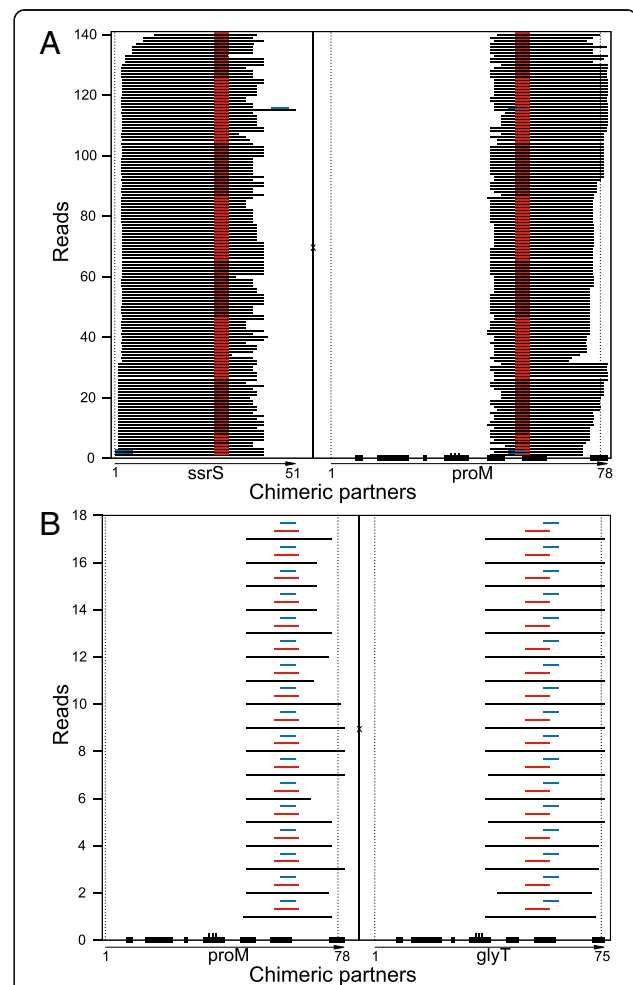 A
140
120
100
80
60
40
20
0
Reads
1 ssrS 51 1 proM 78
Chimeric partners
B
18
16
14
12
10
8
6
4
2
0
Reads
x
x
1 proM 78 1 glyT 75
Chimeric partners